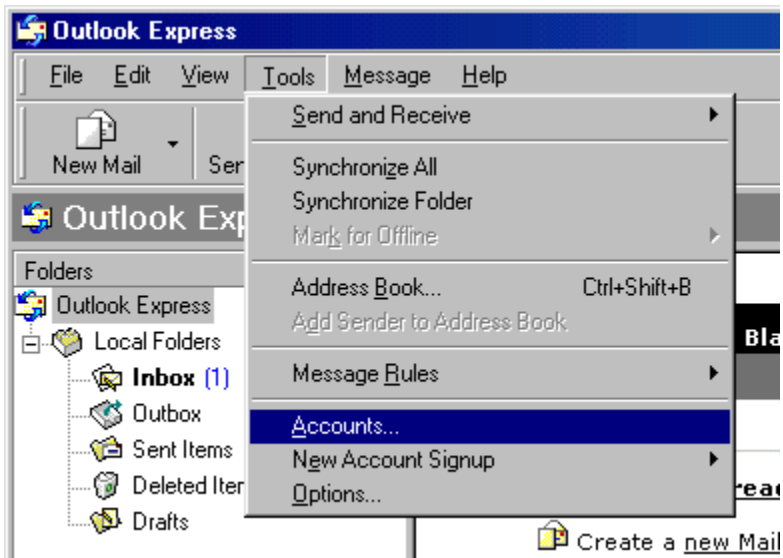 Outlook Express
File Edit View Tools Message Help
New Mail
Send and Receive
Synchronize All
Synchronize Folder
Mark for Offline
Address Book... Ctrl+Shift+B
Add Sender to Address Book
Message Rules
Accounts...
New Account Signup
Options...
Outlook
Folders
Outlook Express
Local Folders
Inbox (1)
Outbox
Sent Items
Deleted
Drafts
Create a new Mail